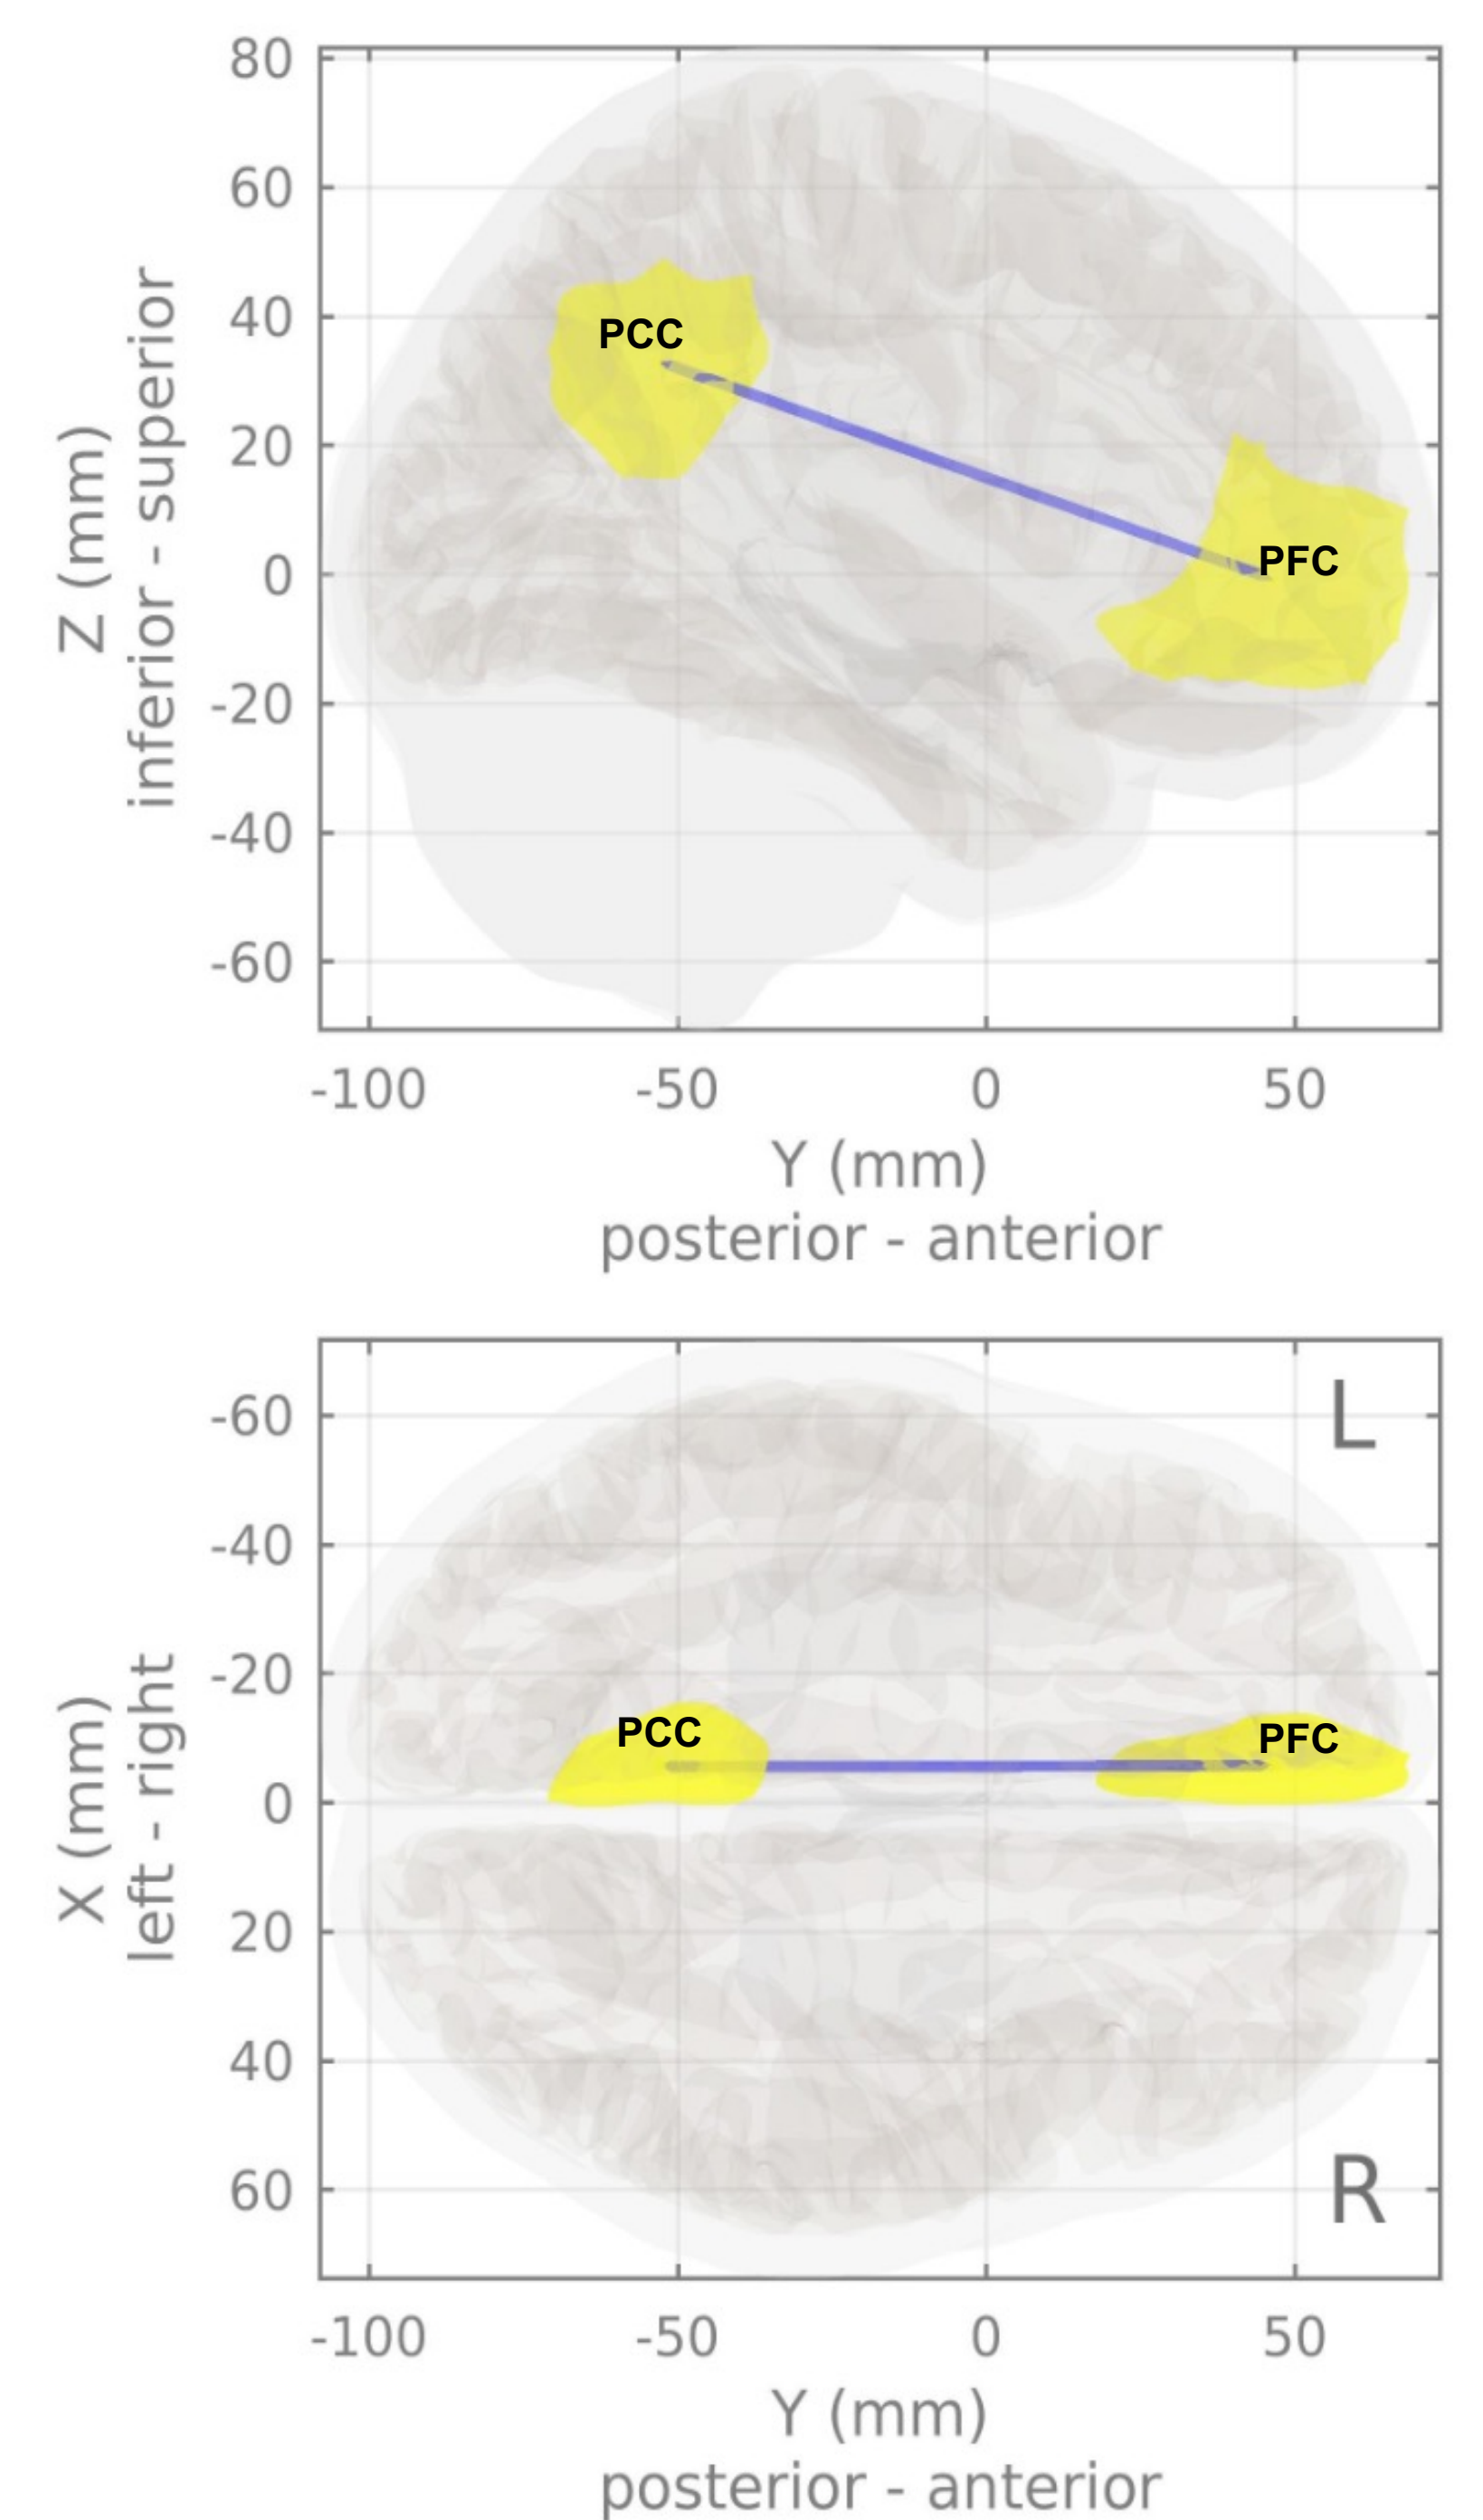 80
60
40
20
0
-20
-40
-60
Z (mm)
inferior - superior
PCC
PFC
-100 -50 0 50
Y (mm)
posterior - anterior
-60
-40
-20
0
20
40
60
X (mm)
left - right
L
PCC
PFC
R
-100 -50 0 50
Y (mm)
posterior - anterior